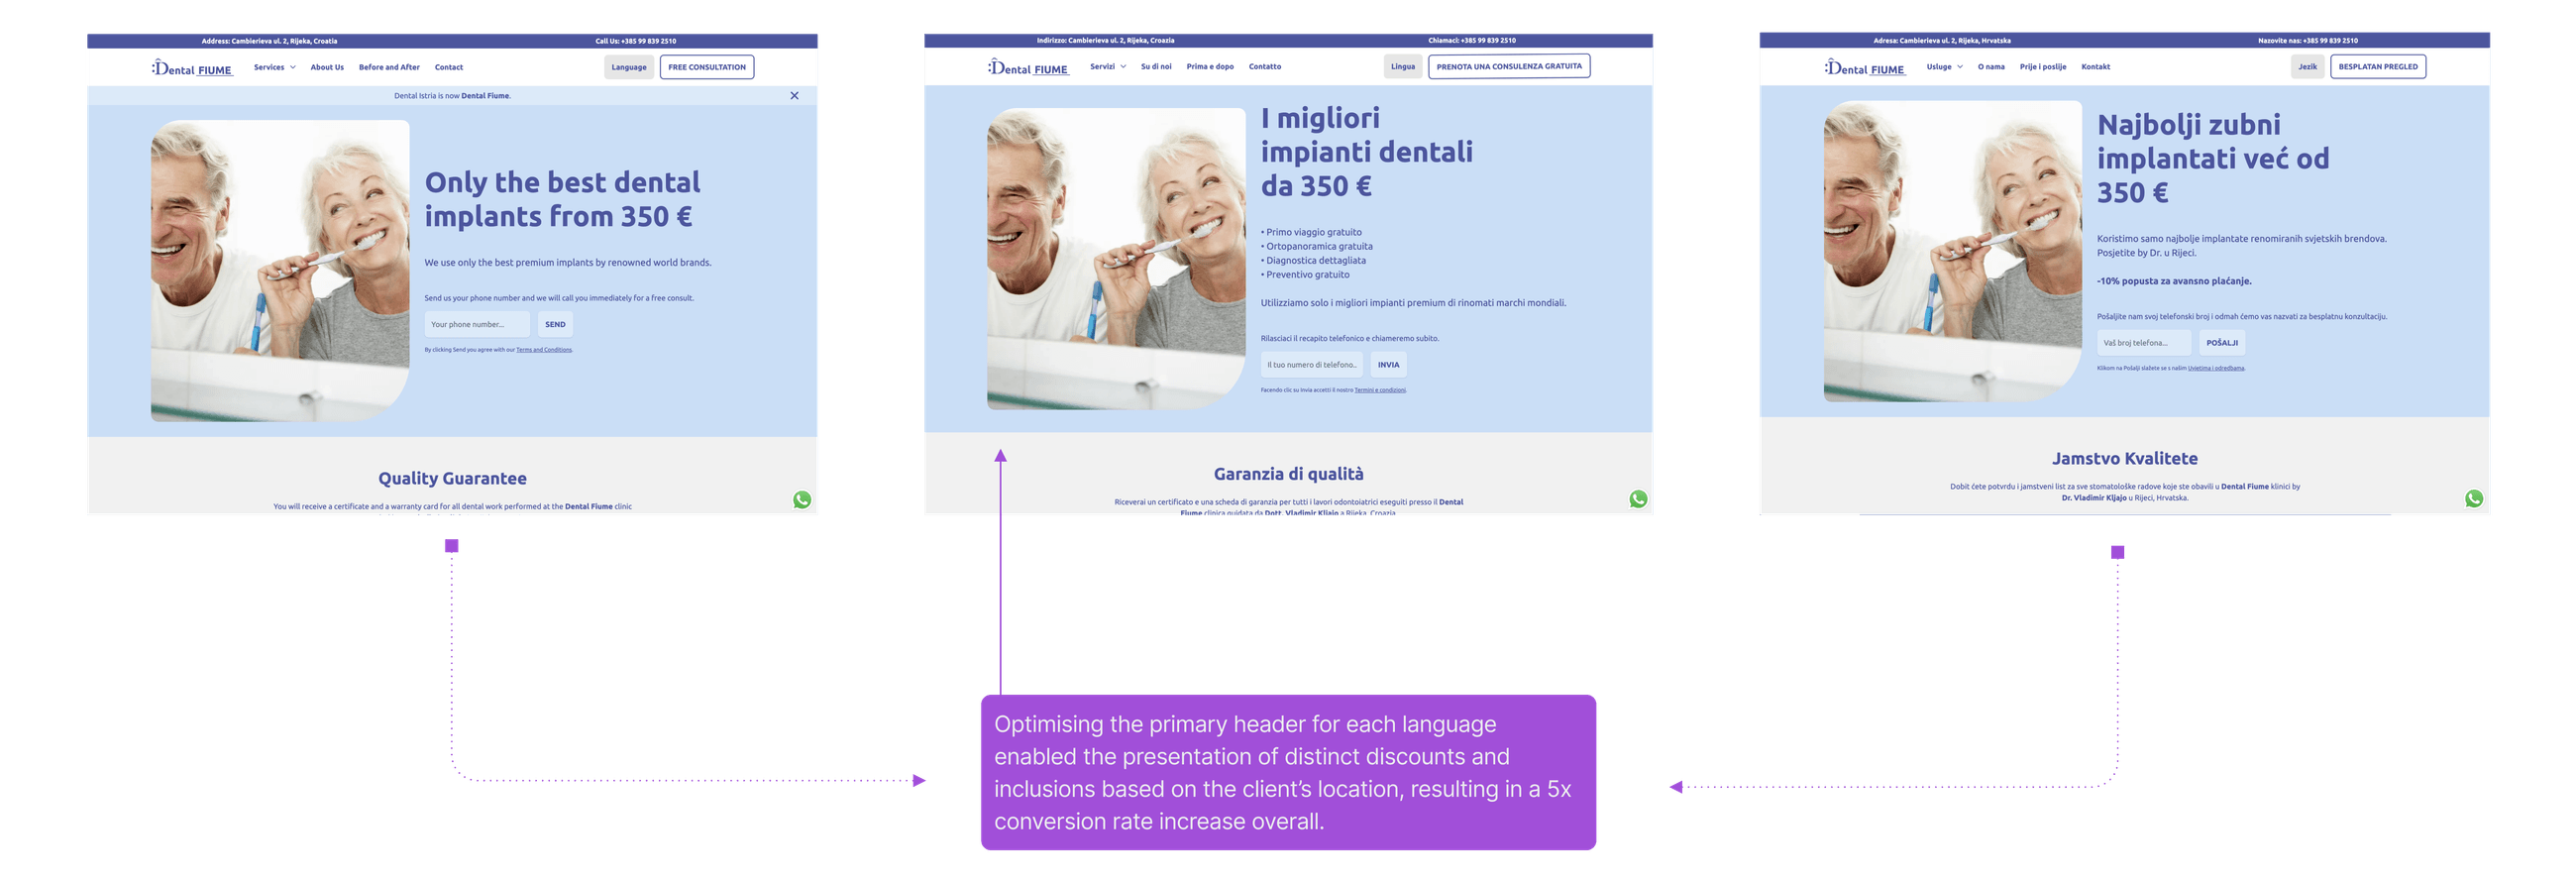 Address: Cambierieva ul. 2, Rijeka, Croatia
Call Us: +385 99 839 2510
Dental FIUME
Services
About Us
Before and After
Contact
Language
FREE CONSULTATION
Dental Istria is now Dental Fiume.
Only the best dental
implants from 350 €
We use only the best premium implants by renowned world brands.
Send us your phone number and we will call you immediately for a free consult.
Your phone number...
SEND
By clicking Send you agree with our Terms and Conditions.
Quality Guarantee
You will receive a certificate and a warranty card for all dental work performed at the Dental Fiume clinic
Indirizzo: Cambierieva ul. 2, Rijeka, Croazia
Chiamaci: +385 99 839 2510
Dental FIUME
Servizi
Su di noi
Prima e dopo
Contatto
Lingua
PRENOTA UNA CONSULENZA GRATUITA
I migliori
impianti dentali
da 350 €
• Primo viaggio gratuito
• Ortopanoramica gratuita
• Diagnostica dettagliata
• Preventivo gratuito
Utilizziamo solo i migliori impianti premium di rinomati marchi mondiali.
Rilasciaci il recapito telefonico e chiameremo subito.
Il tuo numero di telefono..
INVIA
Facendo clic su Invia accetti il nostro Termini e condizioni.
Garanzia di qualità
Riceverai un certificato e una scheda di garanzia per tutti i lavori odontoiatrici eseguiti presso il Dental
Fiume clinica guidata da Dott. Vladimir Kljajo a Rijeka, Croazia
Adresa: Cambierieva ul. 2, Rijeka, Hrvatska
Nazovite nas: +385 99 839 2510
Dental FIUME
Usluge
O nama
Prije i poslije
Kontakt
Jezik
BESPLATAN PREGLED
Najbolji zubni
implantati već od
350 €
Koristimo samo najbolje implantate renomiranih svjetskih brendova.
Posjetite by Dr. u Rijeci.
-10% popusta za avansno plaćanje.
Pošaljite nam svoj telefonski broj i odmah ćemo vas nazvati za besplatnu konzultaciju.
Vaš broj telefona...
POŠALJI
Klikom na Pošalji slažete se s našim Uvjetima i odredbama.
Jamstvo Kvalitete
Dobit ćete potvrdu i jamstveni list za sve stomatološke radove koje ste obavili u Dental Fiume klinici by
Dr. Vladimir Kljajo u Rijeci, Hrvatska.
Optimising the primary header for each language
enabled the presentation of distinct discounts and
inclusions based on the client’s location, resulting in a 5x
conversion rate increase overall.